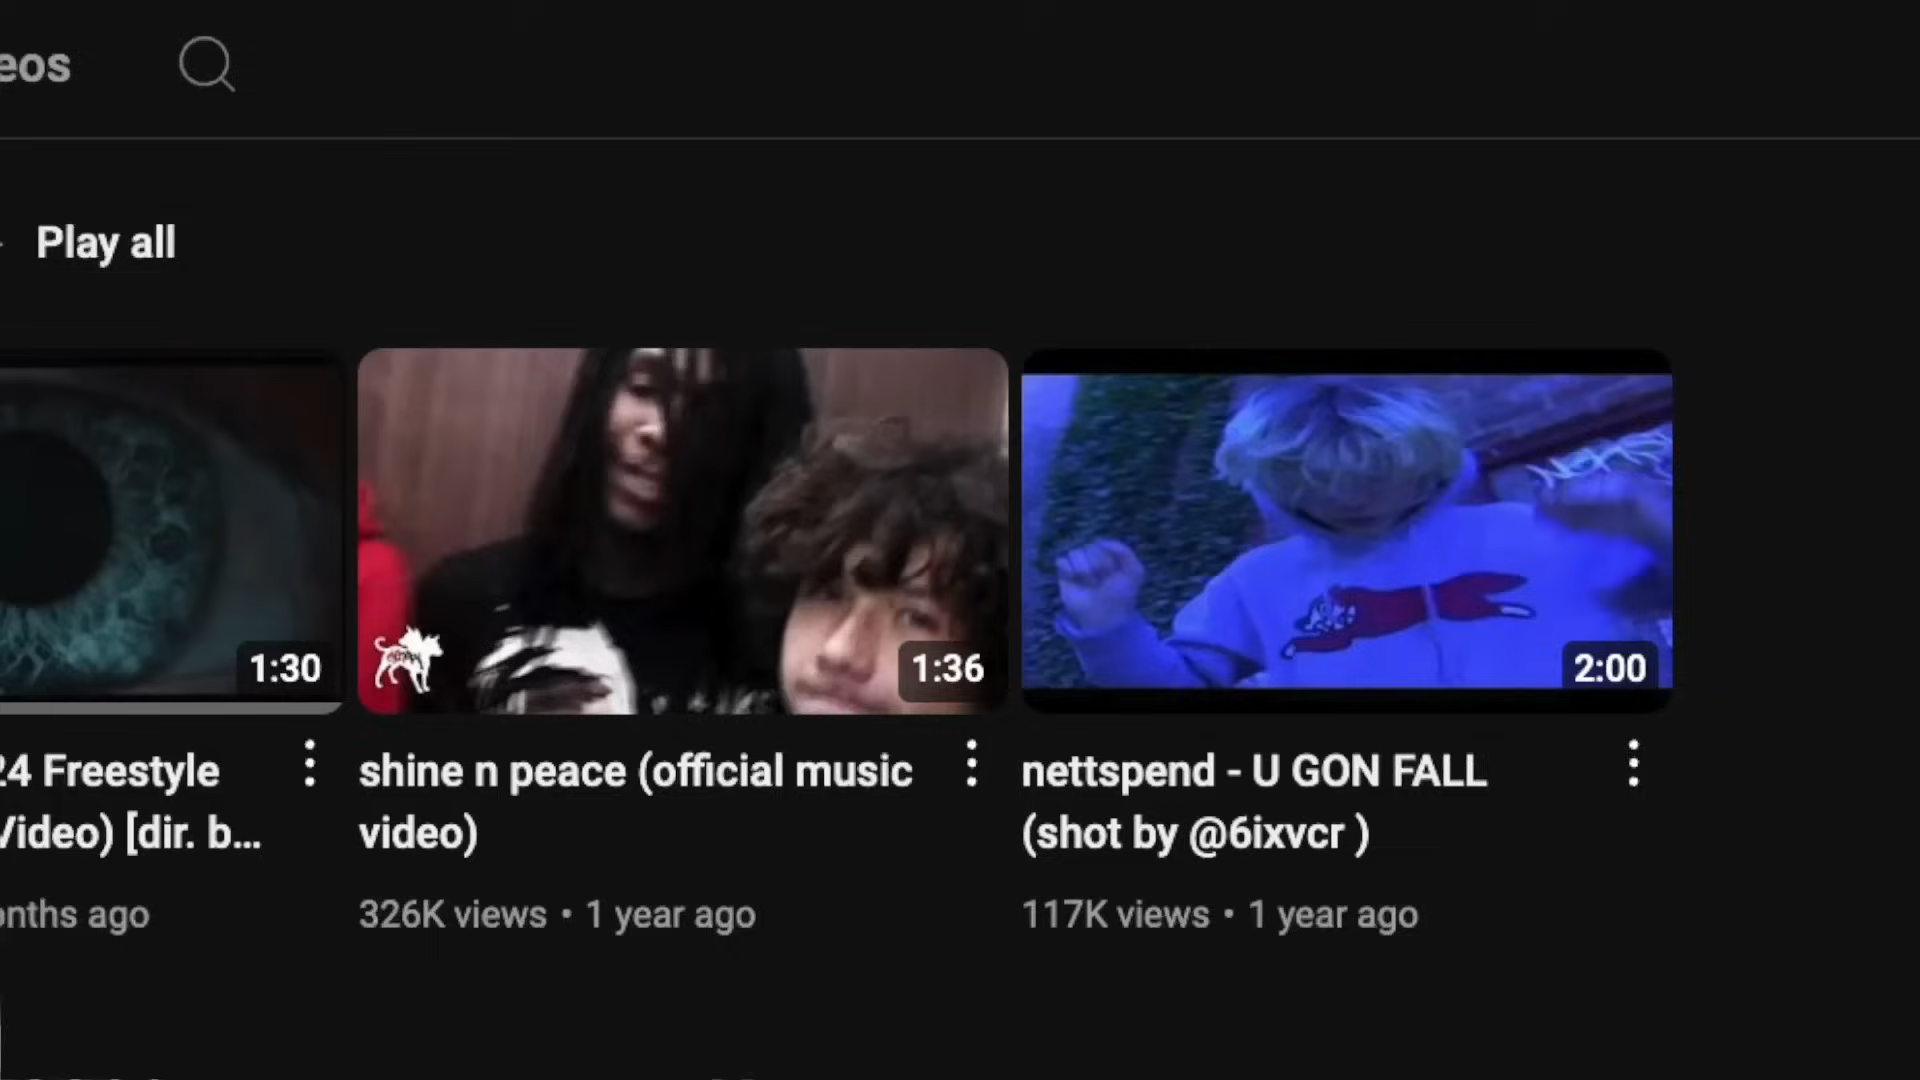 eos
Play all
1:30
1:36
2:00
24 Freestyle
Video) [dir. b...
onths ago
shine n peace (official music
video)
326K views • 1 year ago
nettspend - U GON FALL
(shot by @6ixvcr )
117K views • 1 year ago